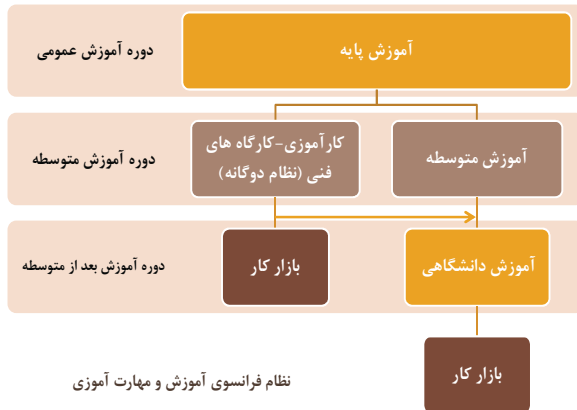 دوره آموزش عمومی
آموزش پایه
دوره آموزش متوسطه
آموزش متوسطه
کارآموزی-کارگاه های
فنی (نظام دوگانه)
دوره آموزش بعد از متوسطه
آموزش دانشگاهی
بازار کار
بازار کار
نظام فرانسوی آموزش و مهارت آموزی